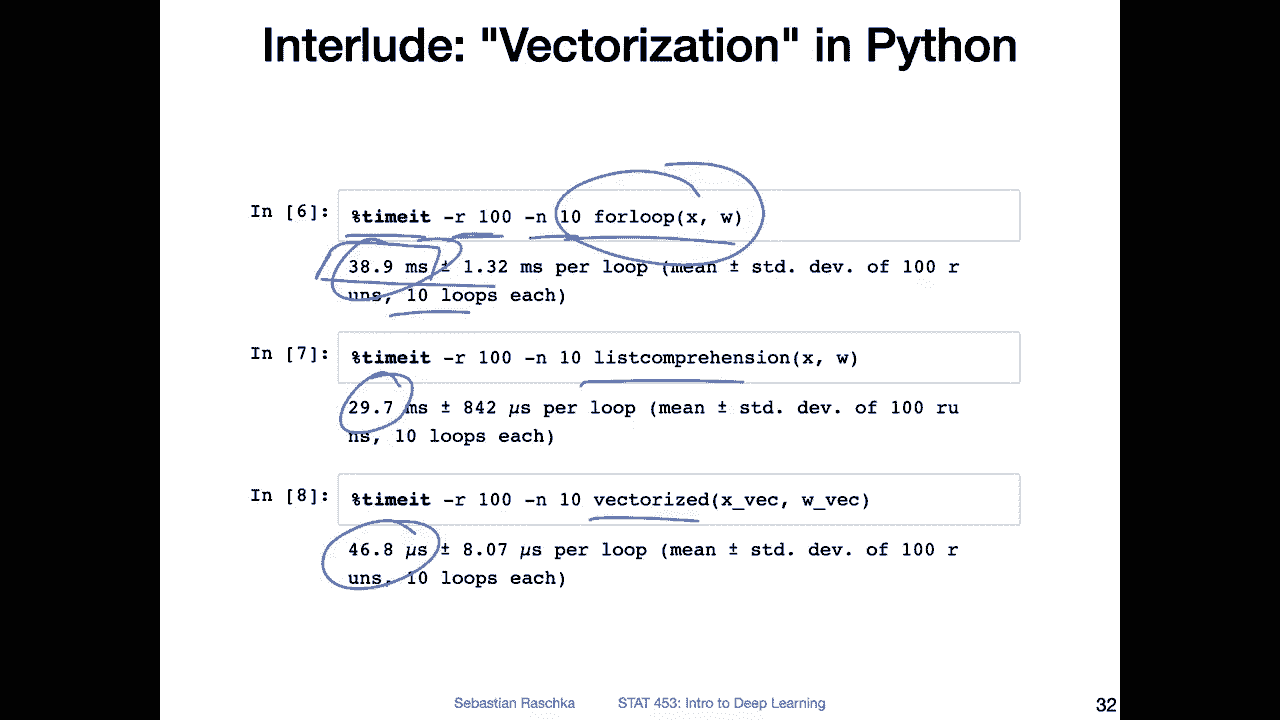 Interlude: "Vectorization" in Python
In [6]: %timeit -r 100 -n 10 forloop(x, w)
38.9 ms ± 1.32 ms per loop (mean ± std. dev. of 100 r
uns, 10 loops each)
In [7]: %timeit -r 100 -n 10 listcomprehension(x, w)
29.7 ms ± 842 µs per loop (mean ± std. dev. of 100 ru
ns, 10 loops each)
In [8]: %timeit -r 100 -n 10 vectorized(x_vec, w_vec)
46.8 µs ± 8.07 µs per loop (mean ± std. dev. of 100 r
uns, 10 loops each)
Sebastian Raschka STAT 453: Intro to Deep Learning 32